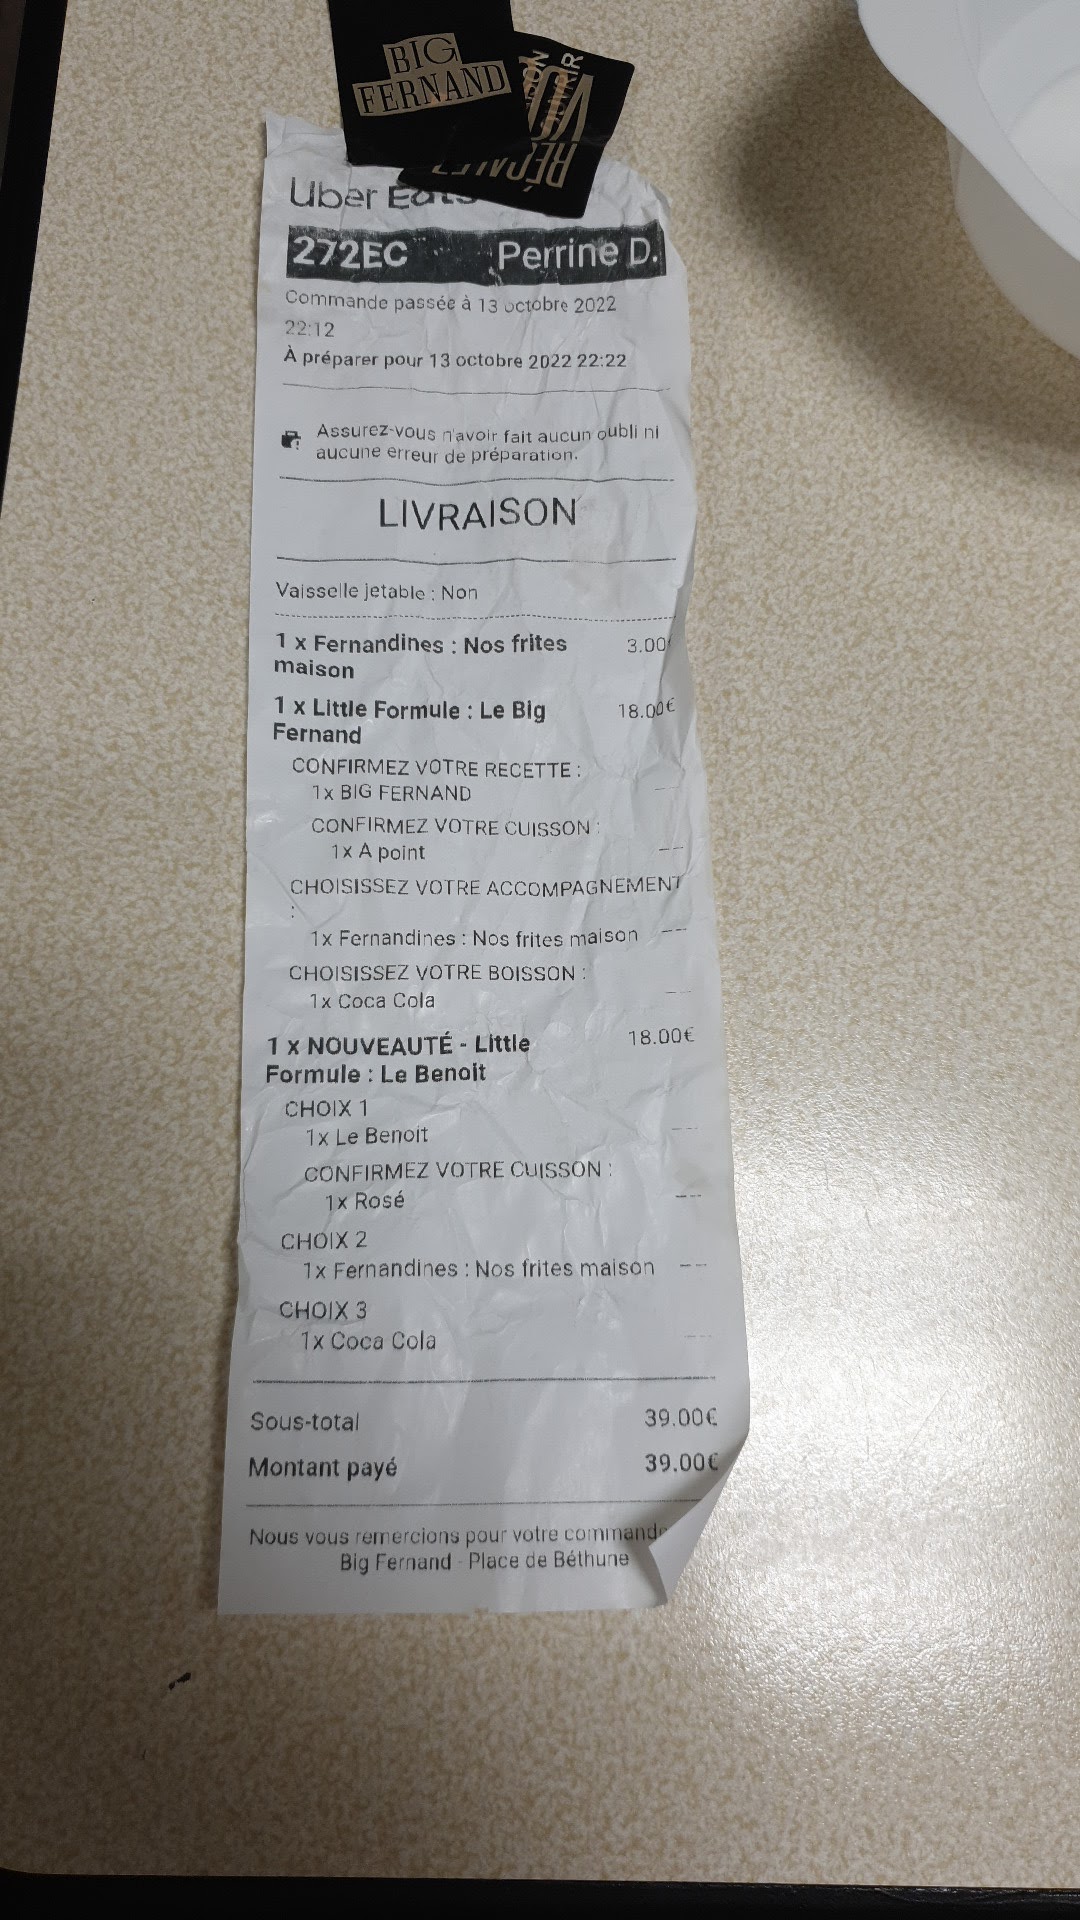 BIG
FERNAND
Uber Eats
272EC Perrine D.
Commande passée à 13 octobre 2022
22:12
À préparer pour 13 octobre 2022 22:22
Assurez-vous n'avoir fait aucun oubli ni
aucune erreur de préparation.
LIVRAISON
Vaisselle jetable : Non
1 x Fernandines : Nos frites 3.00€
maison
1 x Little Formule : Le Big 18.00€
Fernand
CONFIRMEZ VOTRE RECETTE :
1x BIG FERNAND ---
CONFIRMEZ VOTRE CUISSON :
1x A point ---
CHOISISSEZ VOTRE ACCOMPAGNEMENT
:
1x Fernandines : Nos frites maison ---
CHOISISSEZ VOTRE BOISSON :
1x Coca Cola ---
1 x NOUVEAUTÉ - Little 18.00€
Formule : Le Benoit
CHOIX 1
1x Le Benoit ---
CONFIRMEZ VOTRE CUISSON :
1x Rosé ---
CHOIX 2
1x Fernandines : Nos frites maison ---
CHOIX 3
1x Coca Cola ---
Sous-total 39.00€
Montant payé 39.00€
Nous vous remercions pour votre commande
Big Fernand - Place de Béthune